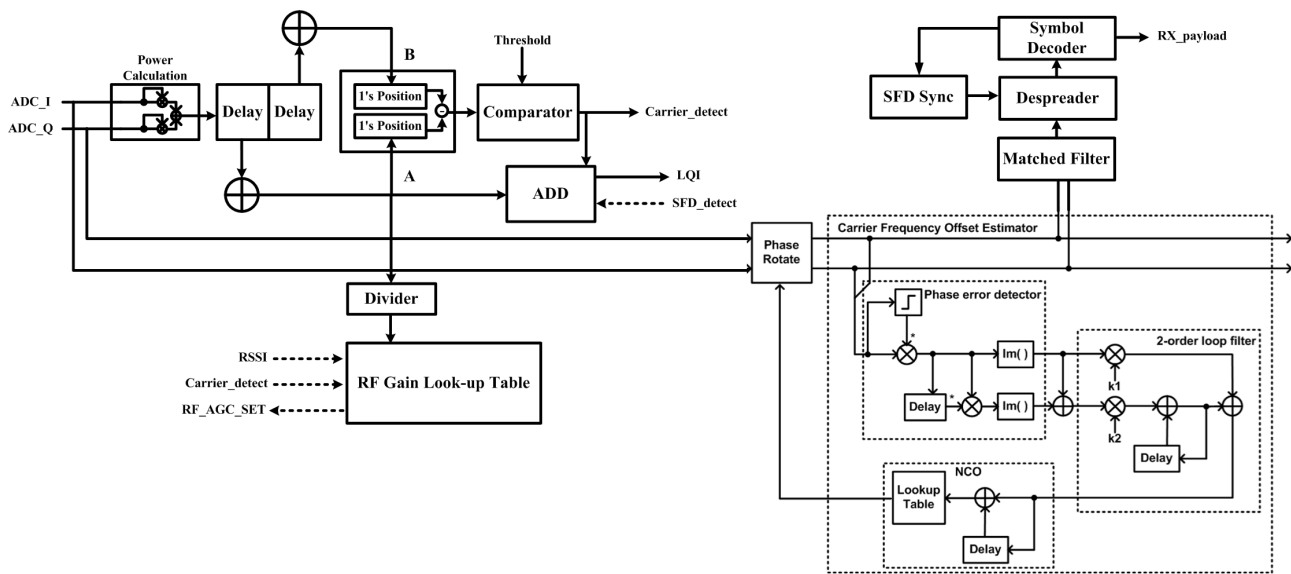 Power
Calculation
ADC_I
ADC_Q
Delay
Delay
B
1's Position
1's Position
A
Threshold
Comparator
Carrier_detect
ADD
LQI
SFD_detect
Divider
RSSI
Carrier_detect
RF_AGC_SET
RF Gain Look-up Table
Symbol
Decoder
RX_payload
SFD Sync
Despreader
Matched Filter
Phase
Rotate
Carrier Frequency Offset Estimator
Phase error detector
*
Im( )
Delay
*
Im( )
2-order loop filter
k1
k2
Delay
NCO
Lookup
Table
Delay